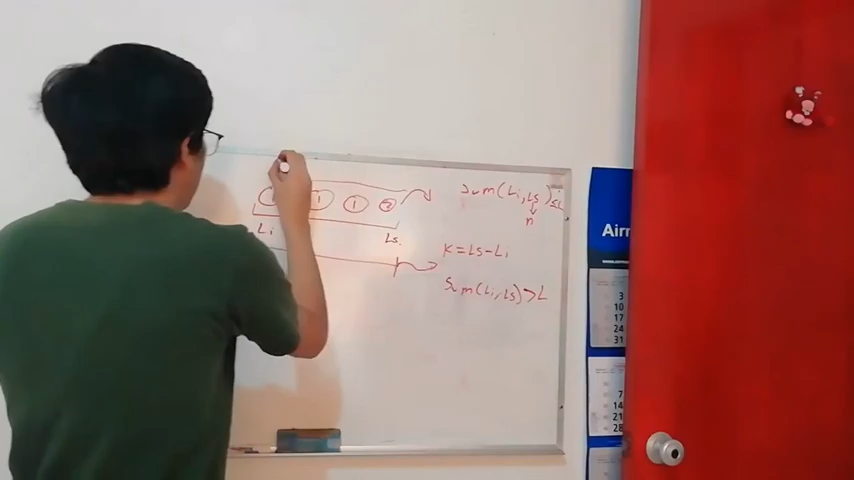 Sum(Li,Ls) ≤L
1 1 2
n
Li
Ls
K=Ls-Li
Sum(Li,Ls)>L
Airm
3
10
17
24
31
7
14
21
28